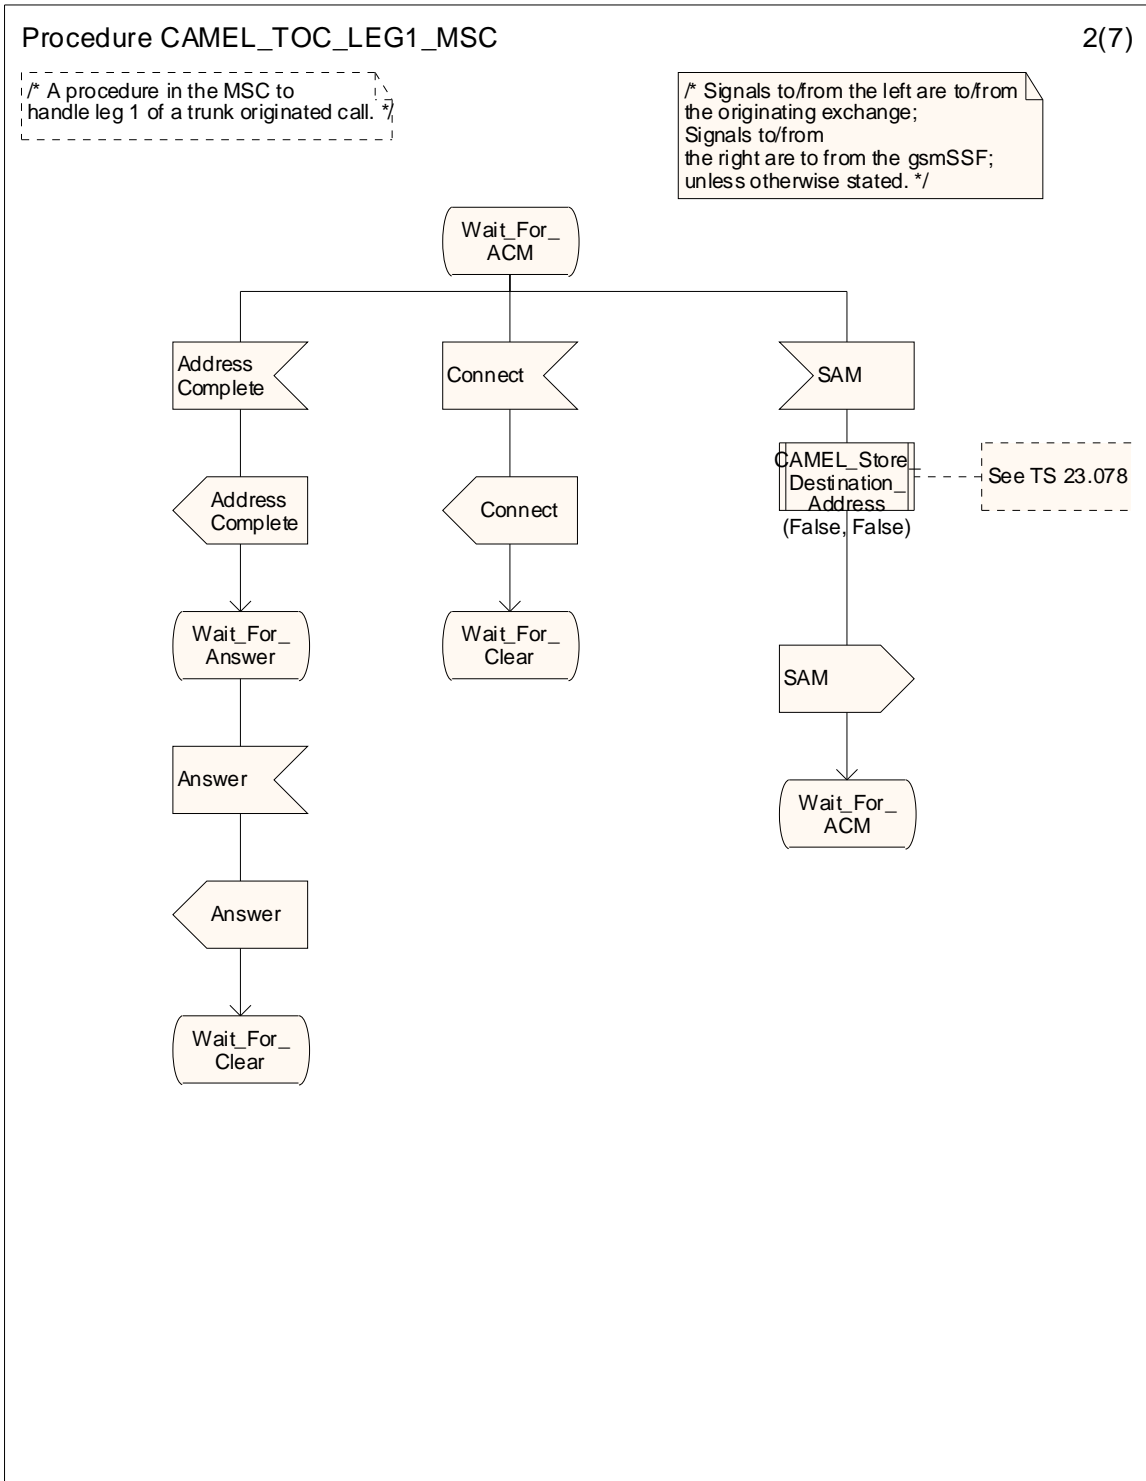 Procedure CAMEL_TOC_LEG1_MSC
2(7)
/* A procedure in the MSC to
handle leg 1 of a trunk originated call. */
/* Signals to/from the left are to/from
the originating exchange;
Signals to/from
the right are to from the gsmSSF;
unless otherwise stated. */
Wait_For_
ACM
Address
Complete
Connect
SAM
Address
Complete
Connect
CAMEL_Store_
Destination_
Address
(False, False)
See TS 23.078
Wait_For_
Answer
Wait_For_
Clear
SAM
Answer
Wait_For_
ACM
Answer
Wait_For_
Clear